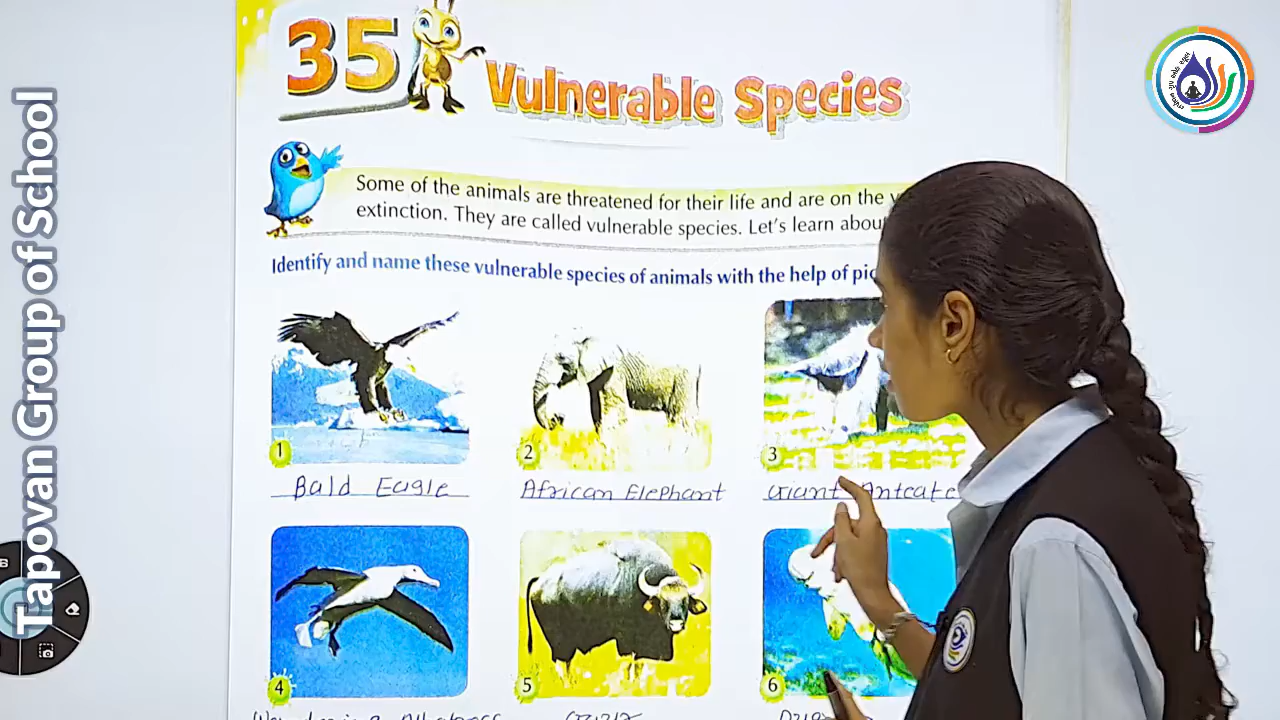 35 Vulnerable Species
Some of the animals are threatened for their life and are on the
extinction. They are called vulnerable species. Let's learn
Identify and name these vulnerable species of animals with the help of
1
2
3
Bald Eagle
African Elephant
Giant
4
5
6
Tapovan Group of School